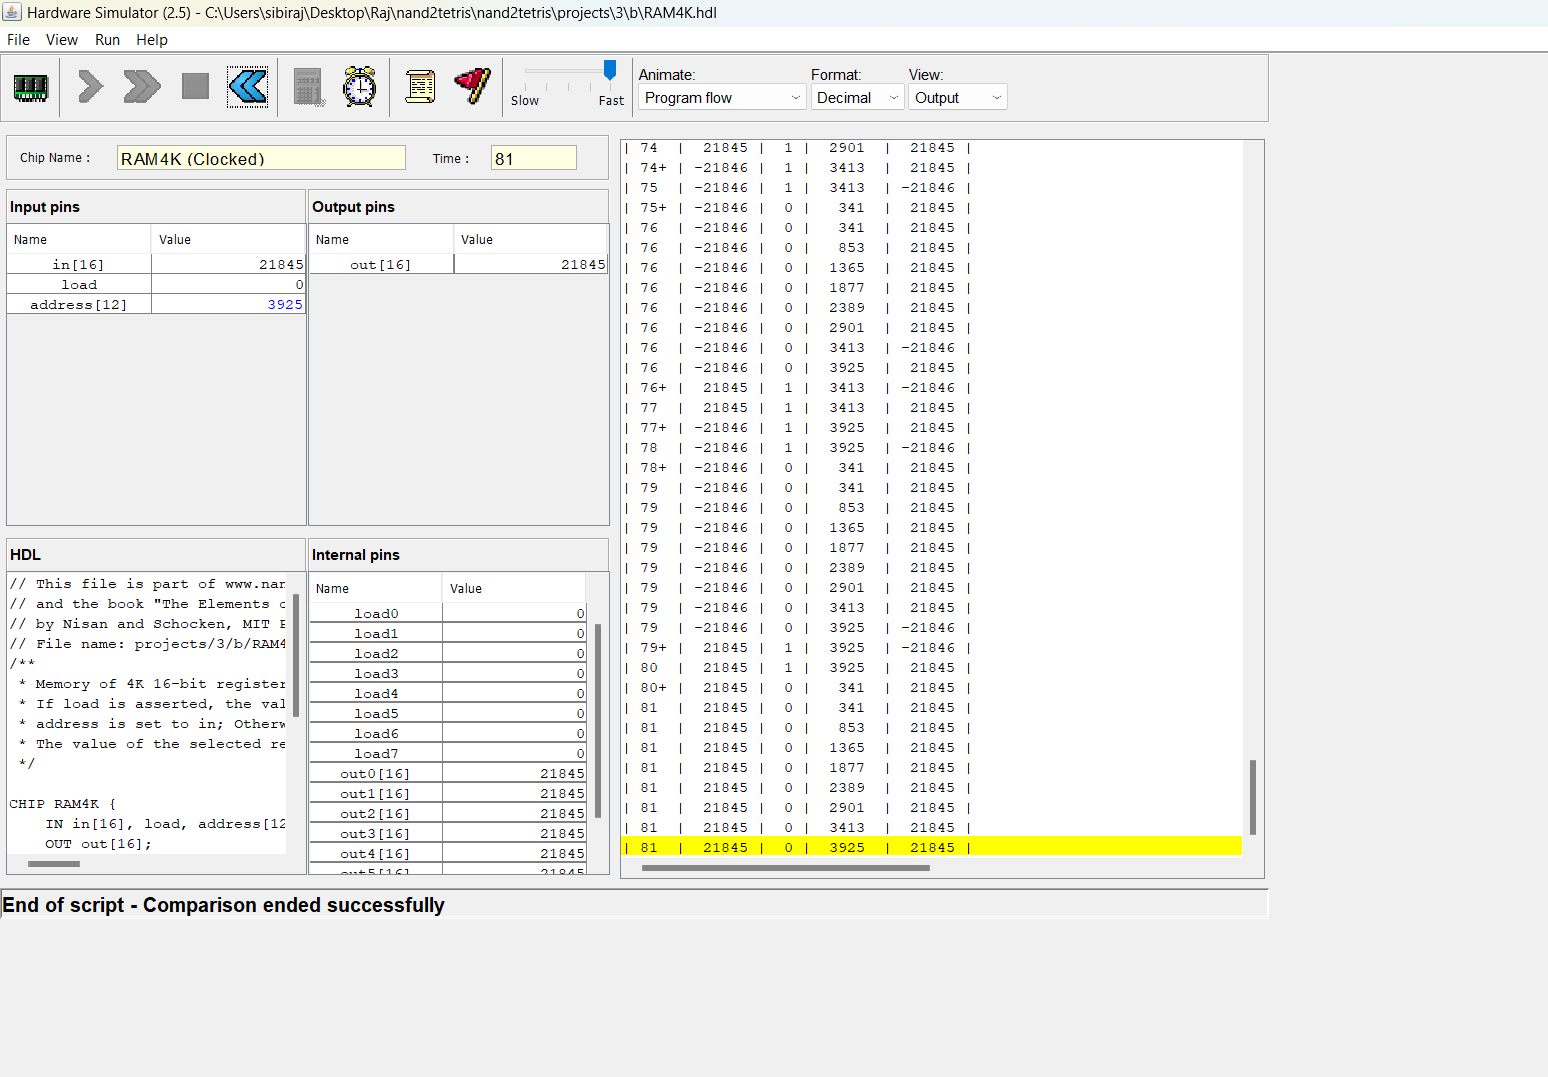 Hardware Simulator (2.5) - C:\Users\sibiraj\Desktop\Raj\nand2tetris\nand2tetris\projects\3\b\RAM4K.hdl
File View Run Help
Slow Fast
Animate: Format: View:
Program flow Decimal Output
Chip Name : RAM4K (Clocked) Time : 81
Input pins
Name Value
in[16] 21845
load 0
address[12] 3925
Output pins
Name Value
out[16] 21845
HDL
// This file is part of www.nan
// and the book "The Elements o
// by Nisan and Schocken, MIT P
// File name: projects/3/b/RAM4
/**
* Memory of 4K 16-bit register
* If load is asserted, the val
* address is set to in; Otherw
* The value of the selected re
*/
CHIP RAM4K {
IN in[16], load, address[12
OUT out[16];
Internal pins
Name Value
load0 0
load1 0
load2 0
load3 0
load4 0
load5 0
load6 0
load7 0
out0[16] 21845
out1[16] 21845
out2[16] 21845
out3[16] 21845
out4[16] 21845
out5[16] 21845
| 74 | 21845 | 1 | 2901 | 21845 |
| 74+ | -21846 | 1 | 3413 | 21845 |
| 75 | -21846 | 1 | 3413 | -21846 |
| 75+ | -21846 | 0 | 341 | 21845 |
| 76 | -21846 | 0 | 341 | 21845 |
| 76 | -21846 | 0 | 853 | 21845 |
| 76 | -21846 | 0 | 1365 | 21845 |
| 76 | -21846 | 0 | 1877 | 21845 |
| 76 | -21846 | 0 | 2389 | 21845 |
| 76 | -21846 | 0 | 2901 | 21845 |
| 76 | -21846 | 0 | 3413 | -21846 |
| 76 | -21846 | 0 | 3925 | 21845 |
| 76+ | 21845 | 1 | 3413 | -21846 |
| 77 | 21845 | 1 | 3413 | 21845 |
| 77+ | -21846 | 1 | 3925 | 21845 |
| 78 | -21846 | 1 | 3925 | -21846 |
| 78+ | -21846 | 0 | 341 | 21845 |
| 79 | -21846 | 0 | 341 | 21845 |
| 79 | -21846 | 0 | 853 | 21845 |
| 79 | -21846 | 0 | 1365 | 21845 |
| 79 | -21846 | 0 | 1877 | 21845 |
| 79 | -21846 | 0 | 2389 | 21845 |
| 79 | -21846 | 0 | 2901 | 21845 |
| 79 | -21846 | 0 | 3413 | 21845 |
| 79 | -21846 | 0 | 3925 | -21846 |
| 79+ | 21845 | 1 | 3925 | -21846 |
| 80 | 21845 | 1 | 3925 | 21845 |
| 80+ | 21845 | 0 | 341 | 21845 |
| 81 | 21845 | 0 | 341 | 21845 |
| 81 | 21845 | 0 | 853 | 21845 |
| 81 | 21845 | 0 | 1365 | 21845 |
| 81 | 21845 | 0 | 1877 | 21845 |
| 81 | 21845 | 0 | 2389 | 21845 |
| 81 | 21845 | 0 | 2901 | 21845 |
| 81 | 21845 | 0 | 3413 | 21845 |
| 81 | 21845 | 0 | 3925 | 21845 |
End of script - Comparison ended successfully